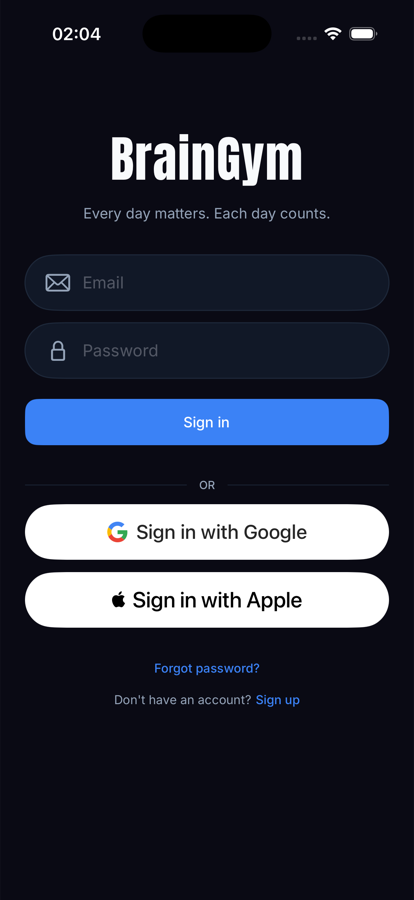 02:04
BrainGym
Every day matters. Each day counts.
Email
Password
Sign in
OR
Sign in with Google
Sign in with Apple
Forgot password?
Don't have an account? Sign up